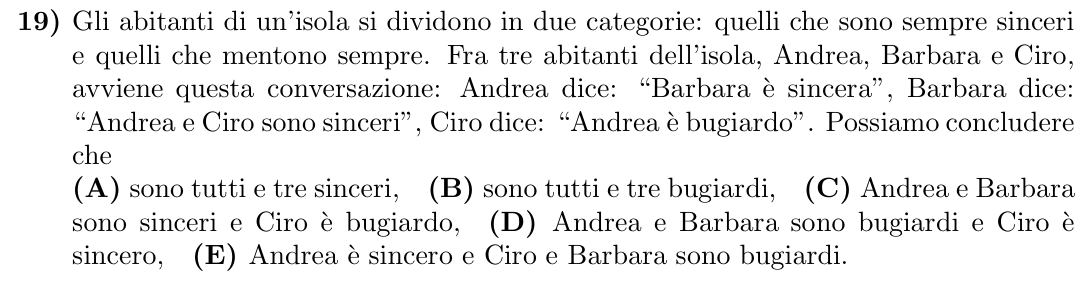 19) Gli abitanti di un'isola si dividono in due categorie: quelli che sono sempre sinceri
e quelli che mentono sempre. Fra tre abitanti dell'isola, Andrea, Barbara e Ciro,
avviene questa conversazione: Andrea dice: “Barbara è sincera”, Barbara dice:
“Andrea e Ciro sono sinceri”, Ciro dice: “Andrea è bugiardo”. Possiamo concludere
che
(A) sono tutti e tre sinceri, (B) sono tutti e tre bugiardi, (C) Andrea e Barbara
sono sinceri e Ciro è bugiardo, (D) Andrea e Barbara sono bugiardi e Ciro è
sincero, (E) Andrea è sincero e Ciro e Barbara sono bugiardi.